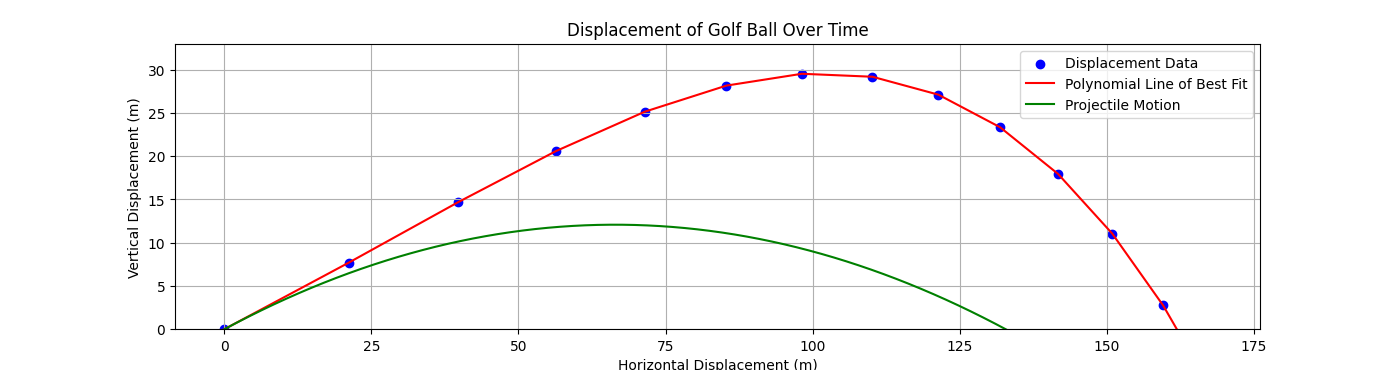 Displacement of Golf Ball Over Time
Displacement Data
Polynomial Line of Best Fit
Projectile Motion
Vertical Displacement (m)
30
25
20
15
10
5
0
0 25 50 75 100 125 150 175
Horizontal Displacement (m)